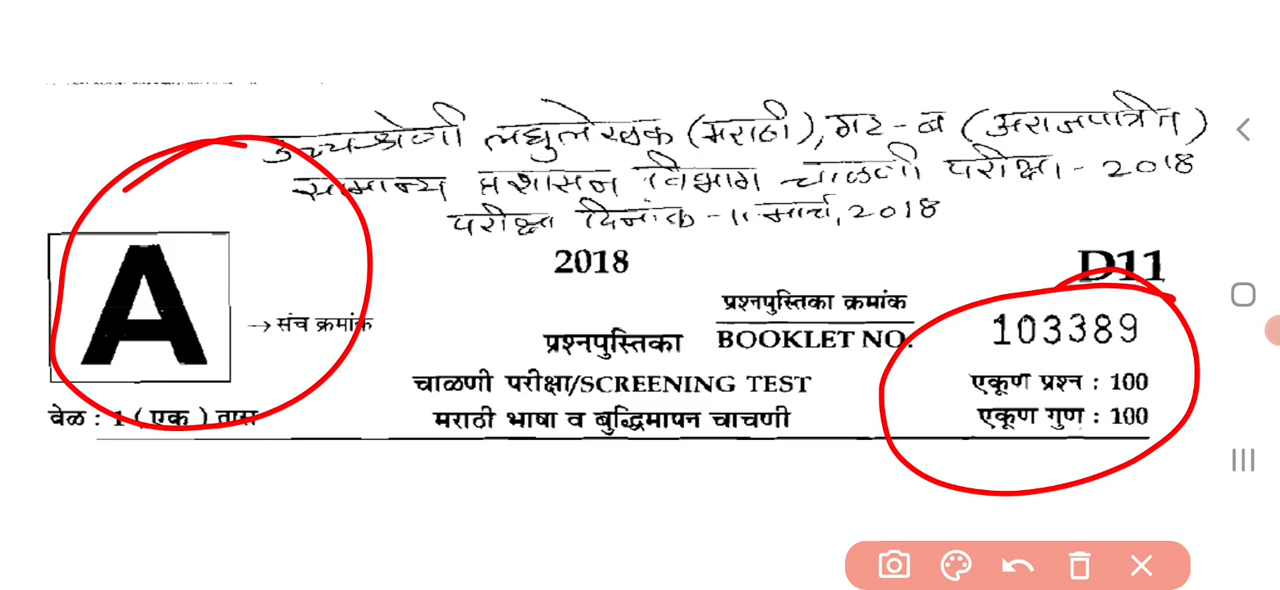 उच्चश्रेणी लघुलेखक (मराठी), गट-ब (अराजपत्रित)
सामान्य प्रशासन विभाग चाळणी परीक्षा - 2018
परीक्षा दिनांक - 11 मार्च, 2018
A
→ संच क्रमांक
2018
D11
प्रश्नपुस्तिका क्रमांक
प्रश्नपुस्तिका BOOKLET NO. 103389
चाळणी परीक्षा/SCREENING TEST एकूण प्रश्न : 100
वेळ : 1 (एक) तास मराठी भाषा व बुद्धिमापन चाचणी एकूण गुण : 100